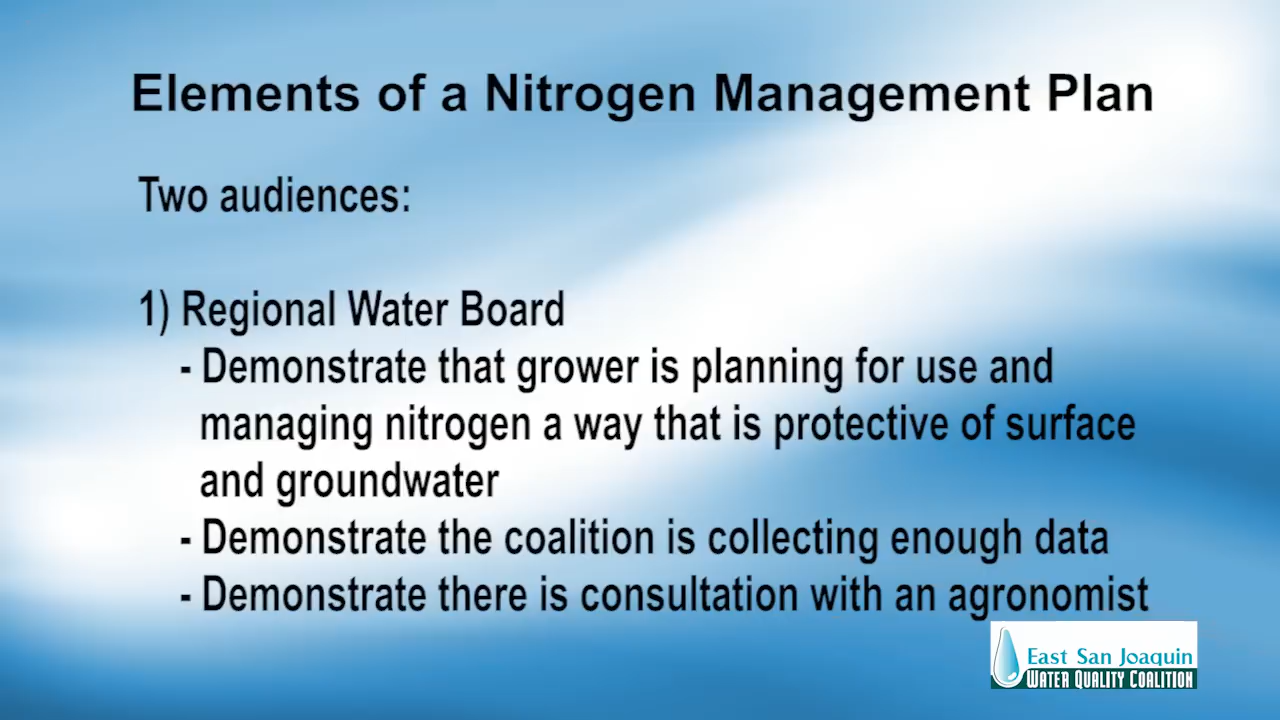 Elements of a Nitrogen Management Plan
Two audiences:
1) Regional Water Board
- Demonstrate that grower is planning for use and
managing nitrogen a way that is protective of surface
and groundwater
- Demonstrate the coalition is collecting enough data
- Demonstrate there is consultation with an agronomist
East San Joaquin
WATER QUALITY COALITION